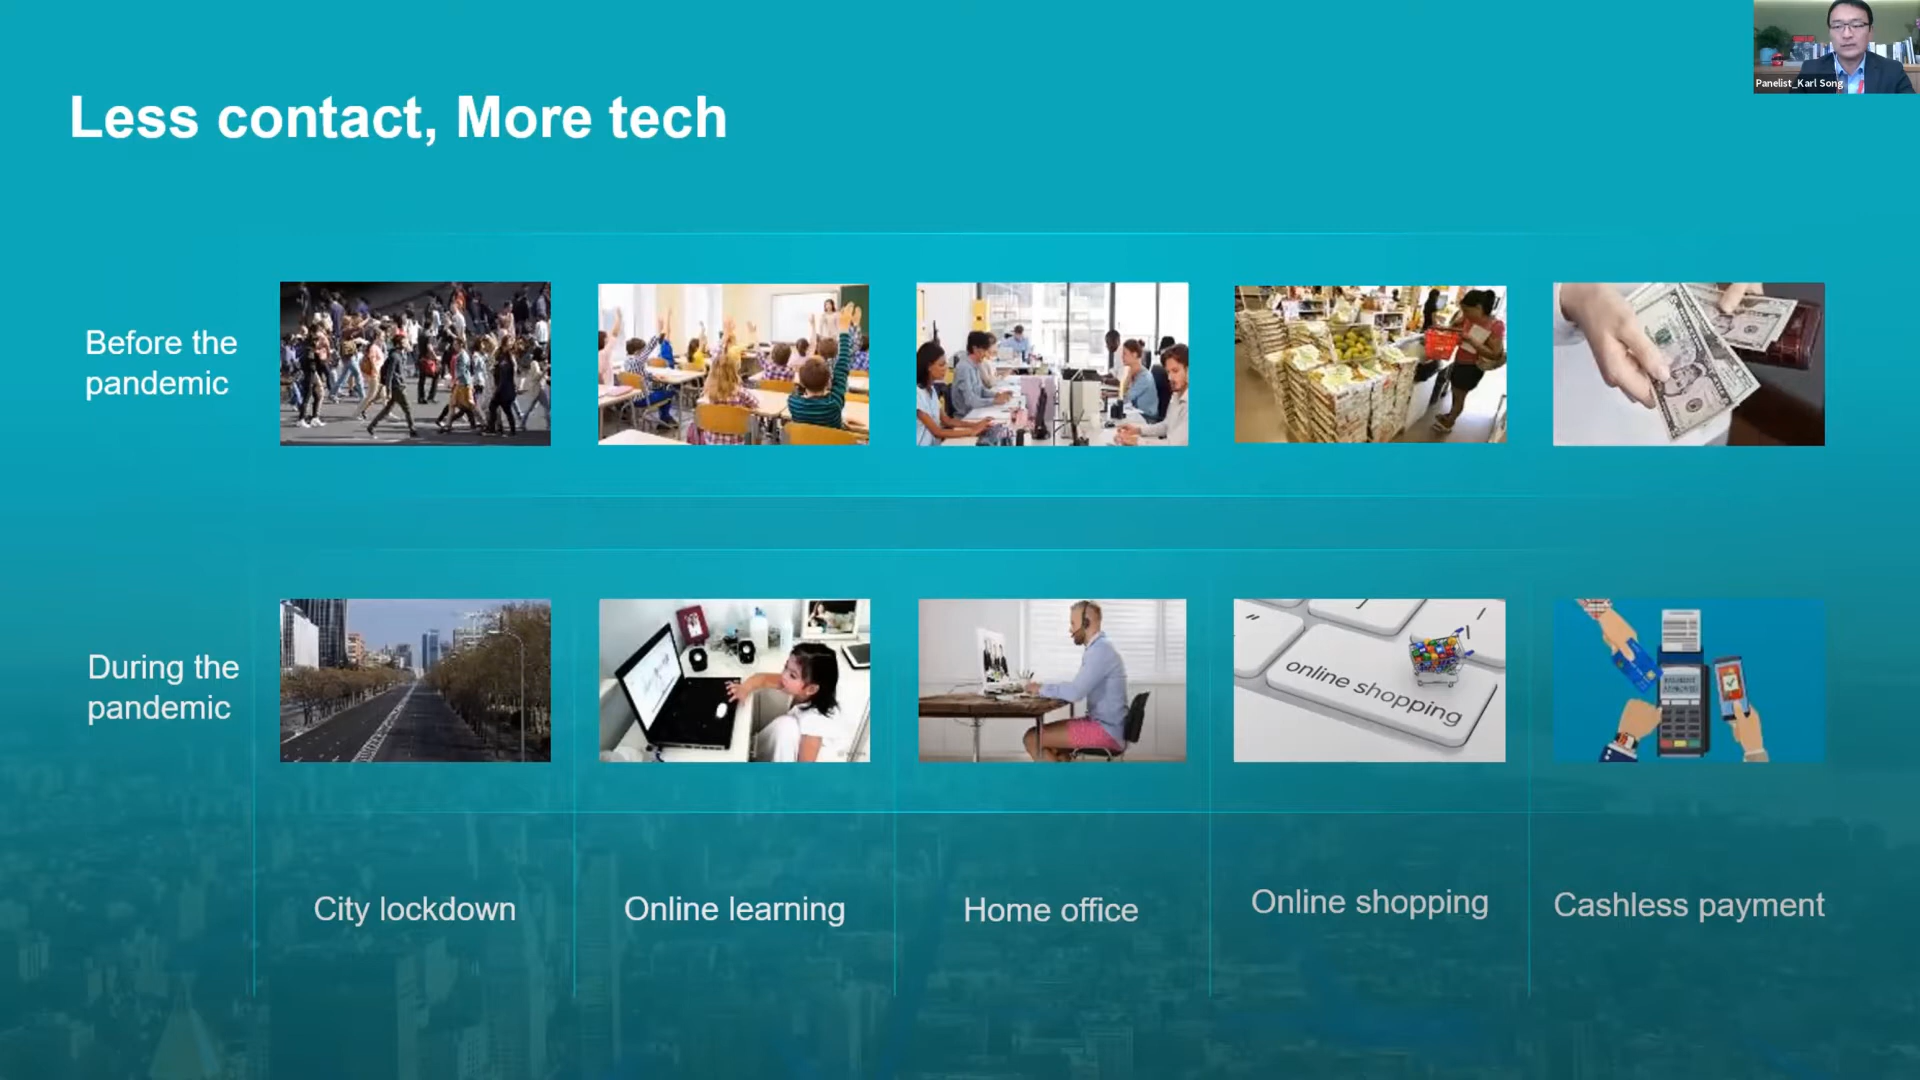 Panelist_Karl Song
Less contact, More tech
Before the
pandemic
During the
pandemic
online shopping
City lockdown
Online learning
Home office
Online shopping
Cashless payment